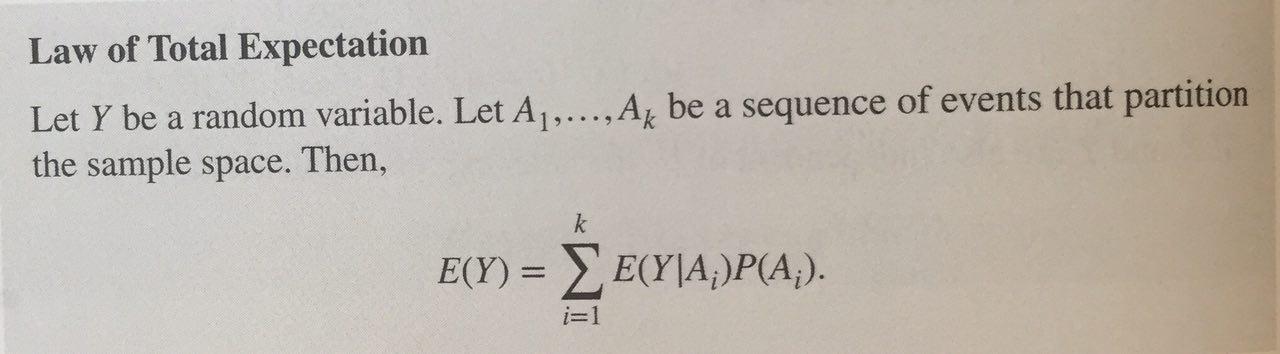 Law of Total Expectation
Let Y be a random variable. Let A₁,..., Aₖ be a sequence of events that partition
the sample space. Then,
k
E(Y) = ∑ E(Y|Aᵢ)P(Aᵢ).
i=1